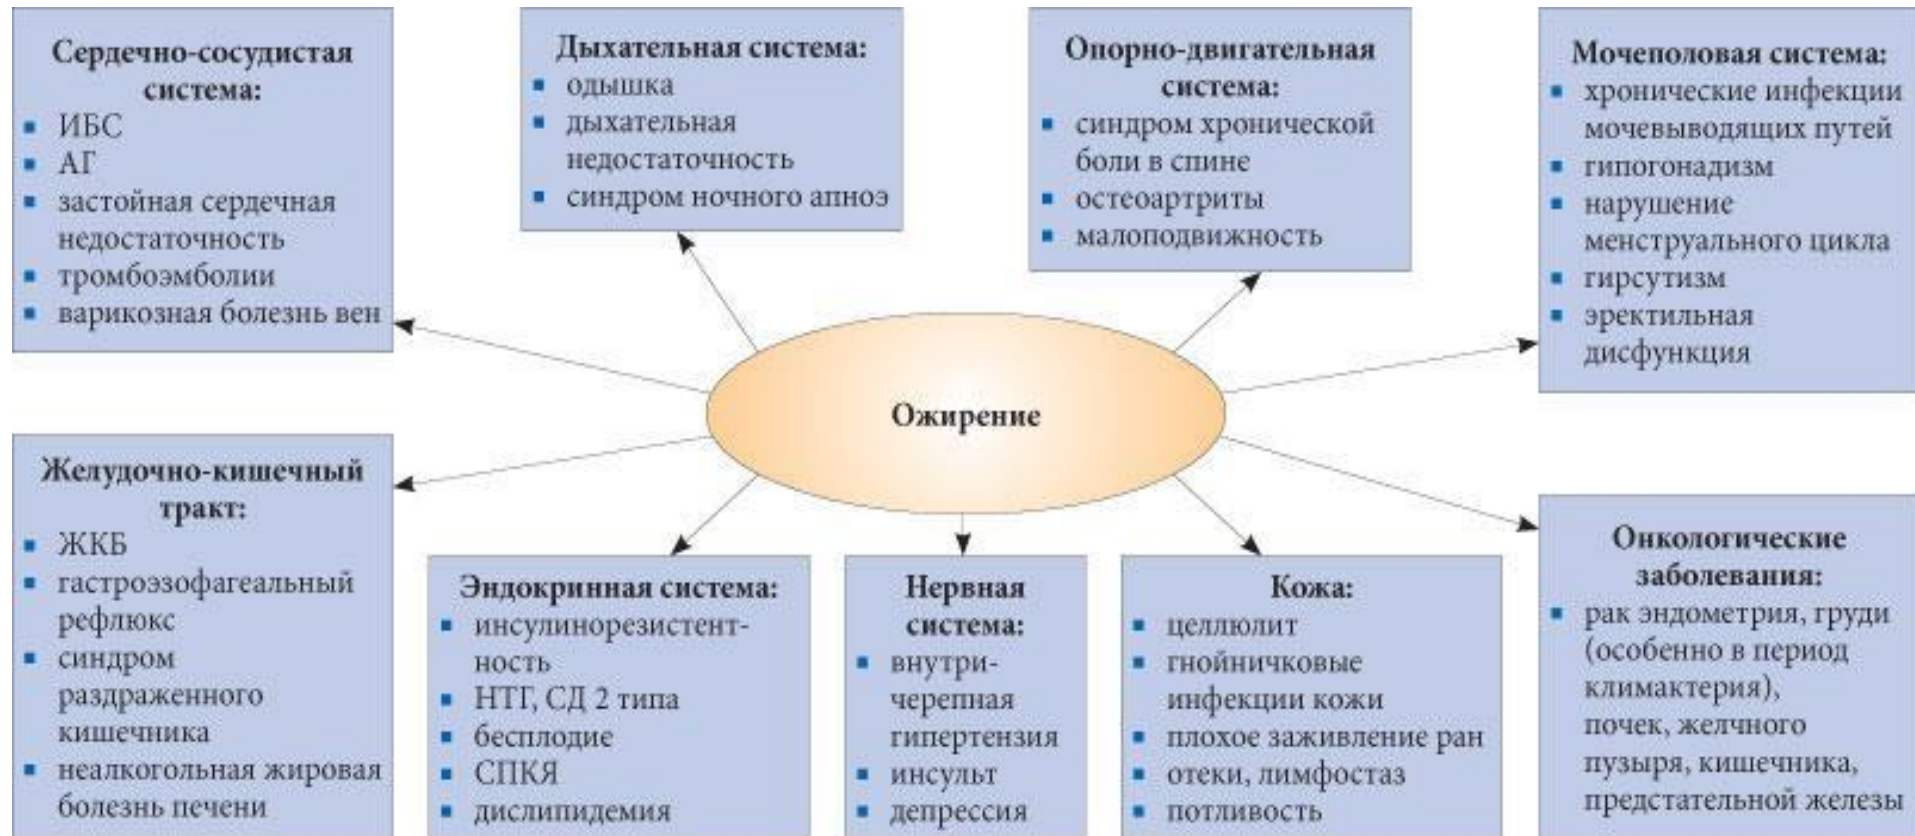 Сердечно-сосудистая
система:
▪ ИБС
▪ АГ
▪ застойная сердечная
недостаточность
▪ тромбоэмболии
▪ варикозная болезнь вен
Дыхательная система:
▪ одышка
▪ дыхательная
недостаточность
▪ синдром ночного апноэ
Опорно-двигательная
система:
▪ синдром хронической
боли в спине
▪ остеоартриты
▪ малоподвижность
Мочеполовая система:
▪ хронические инфекции
мочевыводящих путей
▪ гипогонадизм
▪ нарушение
менструального цикла
▪ гирсутизм
▪ эректильная
дисфункция
Ожирение
Желудочно-кишечный
тракт:
▪ ЖКБ
▪ гастроэзофагеальный
рефлюкс
▪ синдром
раздраженного
кишечника
▪ неалкогольная жировая
болезнь печени
Эндокринная система:
▪ инсулинорезистент-
ность
▪ НТГ, СД 2 типа
▪ бесплодие
▪ СПКЯ
▪ дислипидемия
Нервная
система:
▪ внутри-
черепная
гипертензия
▪ инсульт
▪ депрессия
Кожа:
▪ целлюлит
▪ гнойничковые
инфекции кожи
▪ плохое заживление ран
▪ отеки, лимфостаз
▪ потливость
Онкологические
заболевания:
▪ рак эндометрия, груди
(особенно в период
климактерия),
почек, желчного
пузыря, кишечника,
предстательной железы